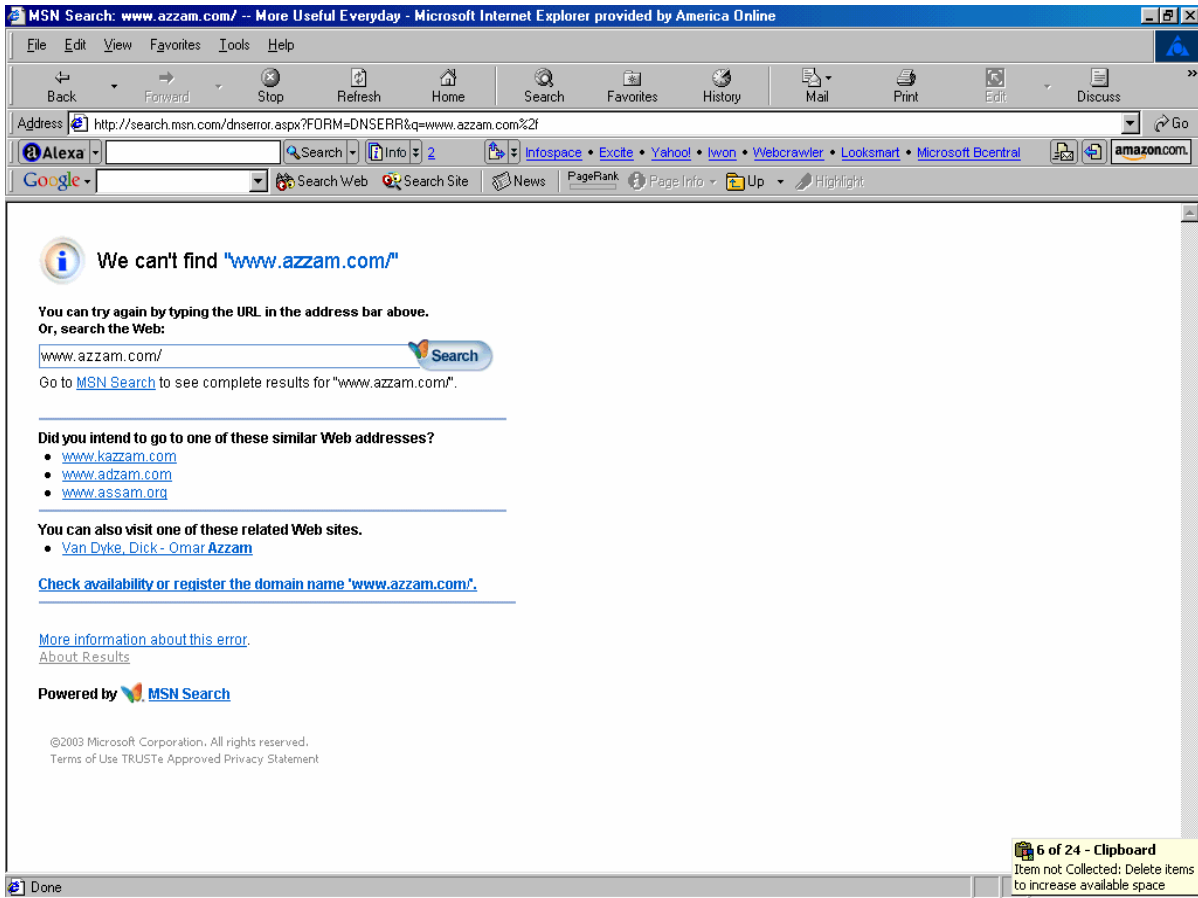 MSN Search: www.azzam.com/ -- More Useful Everyday - Microsoft Internet Explorer provided by America Online
File Edit View Favorites Tools Help
Back Forward Stop Refresh Home Search Favorites History Mail Print Edit Discuss
Address http://search.msn.com/dnserror.aspx?FORM=DNSERR&q=www.azzam.com%2f Go
Alexa Search Info 2 Infospace • Excite • Yahoo! • Iwon • Webcrawler • Looksmart • Microsoft Bcentral amazon.com.
Google Search Web Search Site News PageRank Page Info Up Highlight
We can't find "www.azzam.com/"
You can try again by typing the URL in the address bar above.
Or, search the Web:
www.azzam.com/ Search
Go to MSN Search to see complete results for "www.azzam.com/".
Did you intend to go to one of these similar Web addresses?
• www.kazzam.com
• www.adzam.com
• www.assam.org
You can also visit one of these related Web sites.
• Van Dyke, Dick - Omar Azzam
Check availability or register the domain name 'www.azzam.com/'.
More information about this error.
About Results
Powered by MSN Search
©2003 Microsoft Corporation. All rights reserved.
Terms of Use TRUSTe Approved Privacy Statement
6 of 24 - Clipboard
Item not Collected: Delete items
to increase available space
Done